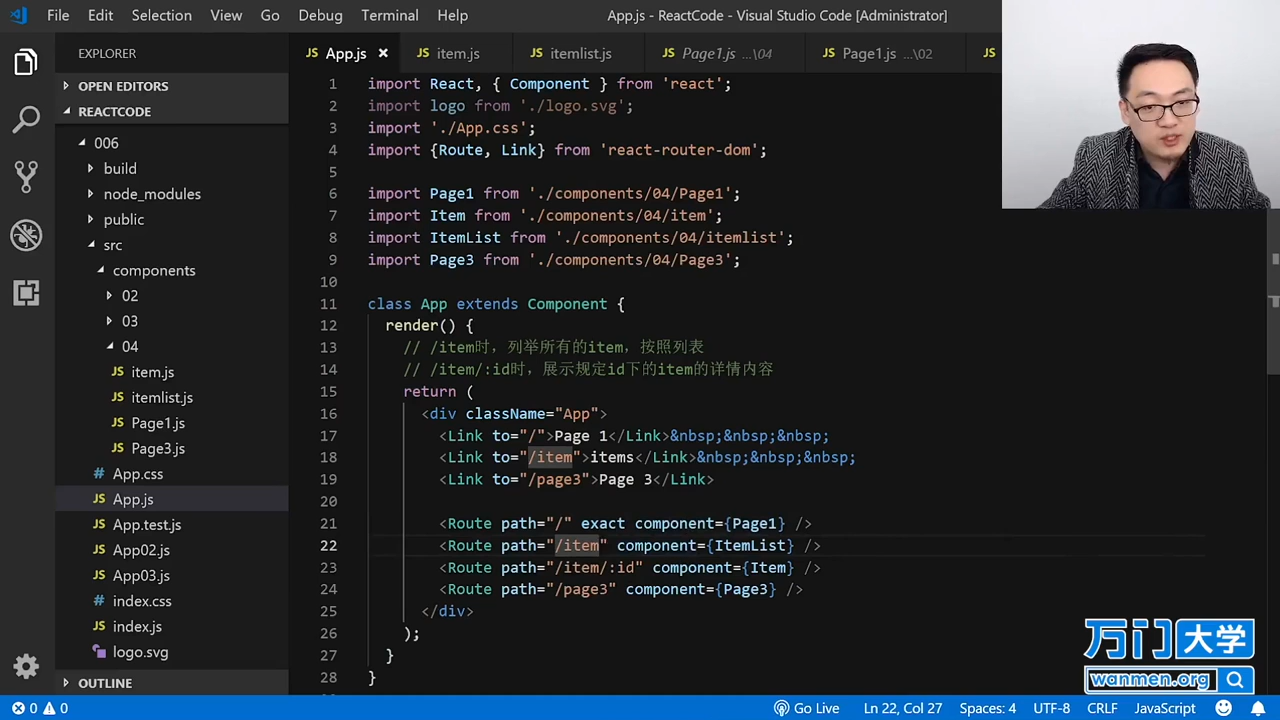 File Edit Selection View Go Debug Terminal Help
App.js - ReactCode - Visual Studio Code [Administrator]
EXPLORER
OPEN EDITORS
REACTCODE
006
build
node_modules
public
src
components
02
03
04
JS item.js
JS itemlist.js
JS Page1.js
JS Page3.js
# App.css
JS App.js
JS App.test.js
JS App02.js
JS App03.js
# index.css
JS index.js
logo.svg
OUTLINE
JS App.js × JS item.js JS itemlist.js JS Page1.js ...\04 JS Page1.js ...\02 JS
1 import React, { Component } from 'react';
2 import logo from './logo.svg';
3 import './App.css';
4 import {Route, Link} from 'react-router-dom';
5
6 import Page1 from './components/04/Page1';
7 import Item from './components/04/item';
8 import ItemList from './components/04/itemlist';
9 import Page3 from './components/04/Page3';
10
11 class App extends Component {
12 render() {
13 // /item时，列举所有的item，按照列表
14 // /item/:id时，展示规定id下的item的详情内容
15 return (
16 <div className="App">
17 <Link to="/">Page 1</Link>&nbsp;&nbsp;&nbsp;
18 <Link to="/item">items</Link>&nbsp;&nbsp;&nbsp;
19 <Link to="/page3">Page 3</Link>
20
21 <Route path="/" exact component={Page1} />
22 <Route path="/item" component={ItemList} />
23 <Route path="/item/:id" component={Item} />
24 <Route path="/page3" component={Page3} />
25 </div>
26 );
27 }
28 }
万门大学
wanmen.org
0 0 Go Live Ln 22, Col 27 Spaces: 4 UTF-8 CRLF JavaScript